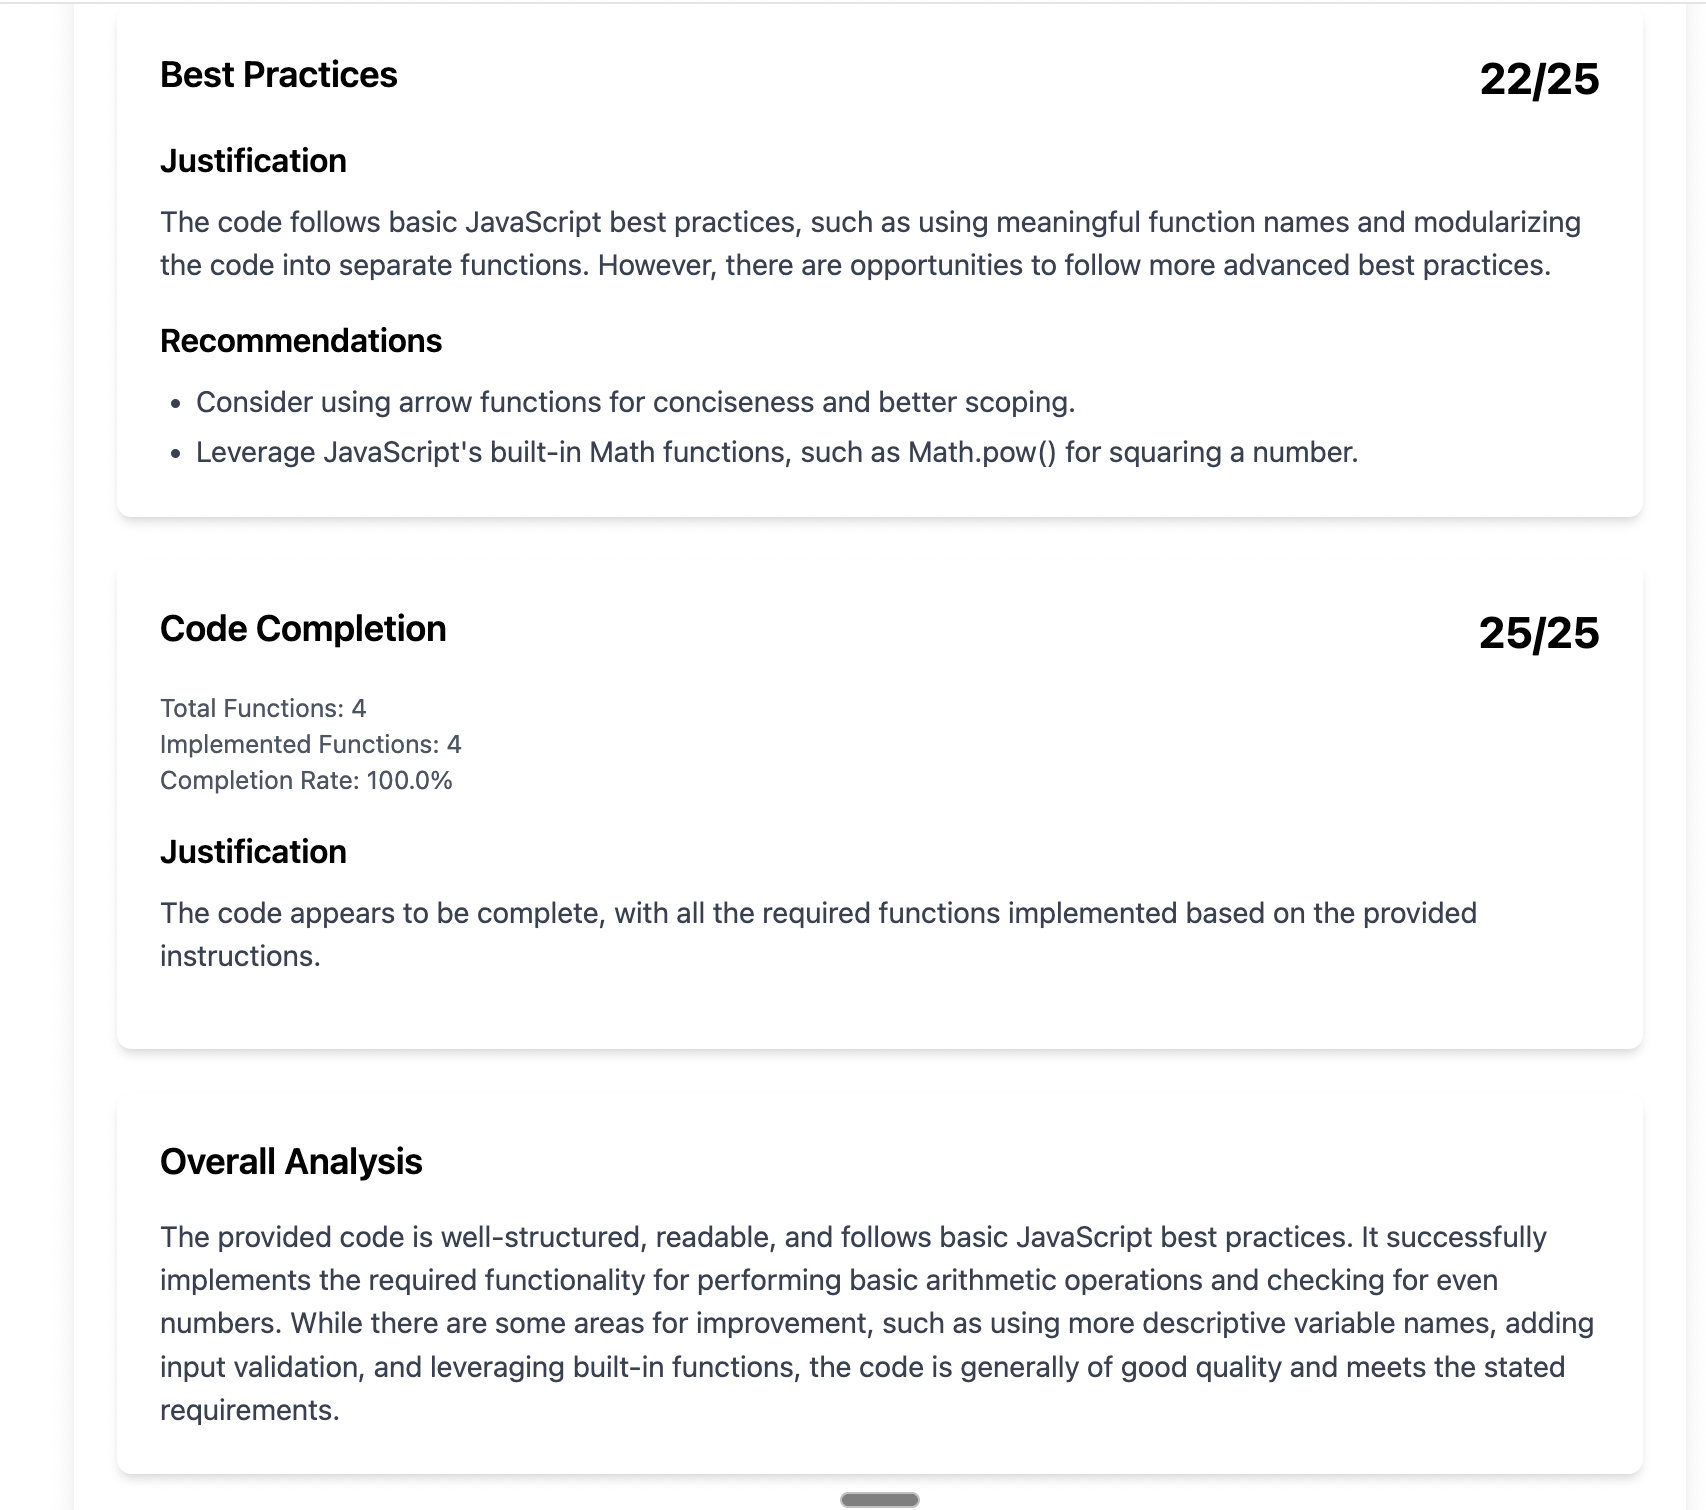 Best Practices
22/25
Justification
The code follows basic JavaScript best practices, such as using meaningful function names and modularizing
the code into separate functions. However, there are opportunities to follow more advanced best practices.
Recommendations
• Consider using arrow functions for conciseness and better scoping.
• Leverage JavaScript's built-in Math functions, such as Math.pow() for squaring a number.
Code Completion
25/25
Total Functions: 4
Implemented Functions: 4
Completion Rate: 100.0%
Justification
The code appears to be complete, with all the required functions implemented based on the provided
instructions.
Overall Analysis
The provided code is well-structured, readable, and follows basic JavaScript best practices. It successfully
implements the required functionality for performing basic arithmetic operations and checking for even
numbers. While there are some areas for improvement, such as using more descriptive variable names, adding
input validation, and leveraging built-in functions, the code is generally of good quality and meets the stated
requirements.